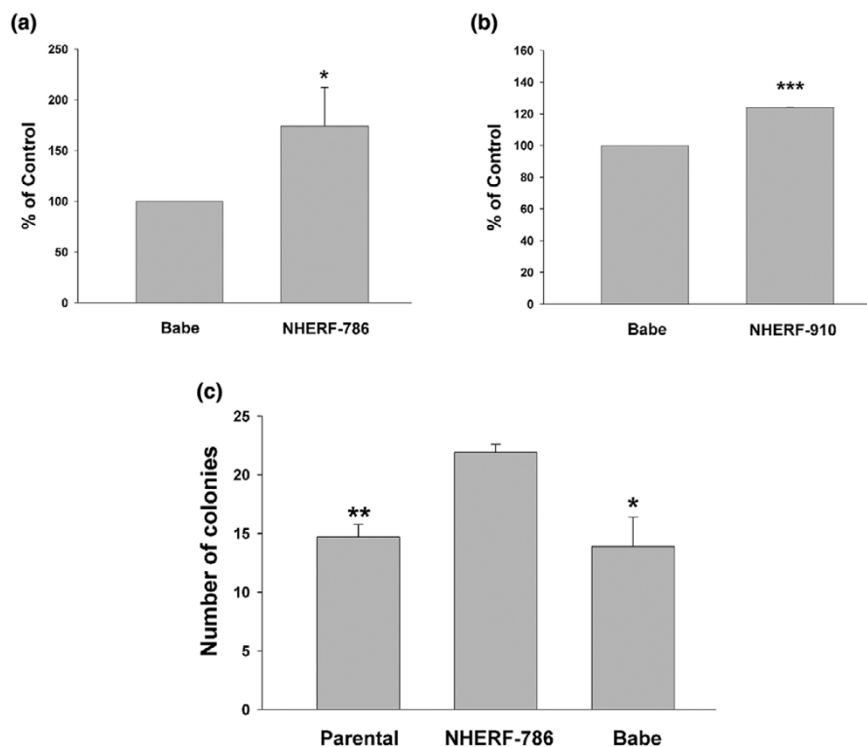 (a)
250
200
150
100
50
0
% of Control
*
Babe NHERF-786
(b)
160
140
120
100
80
60
40
20
0
% of Control
***
Babe NHERF-910
(c)
25
20
15
10
5
0
Number of colonies
** *
Parental NHERF-786 Babe